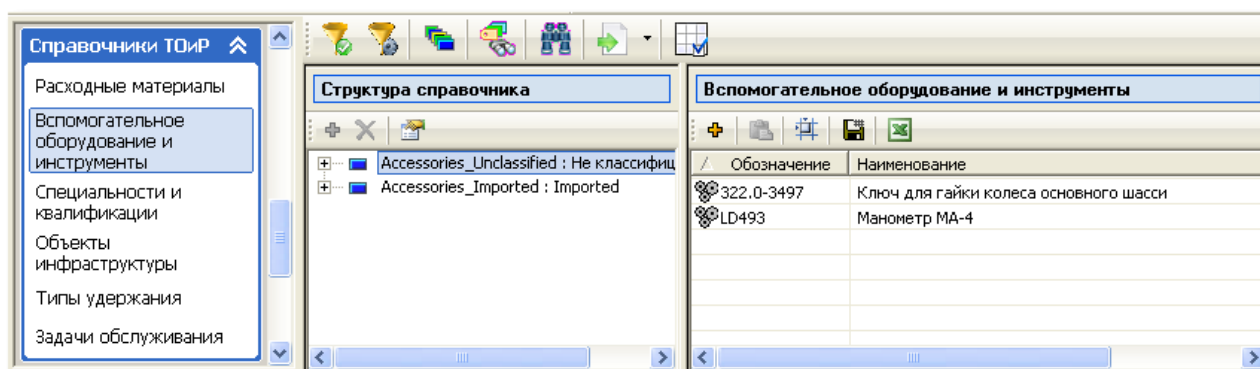 Справочники ТОиР
Расходные материалы
Вспомогательное
оборудование и
инструменты
Специальности и
квалификации
Объекты
инфраструктуры
Типы удержания
Задачи обслуживания
Структура справочника
Accessories_Unclassified : Не классифиц
Accessories_Imported : Imported
Вспомогательное оборудование и инструменты
Обозначение Наименование
322.0-3497 Ключ для гайки колеса основного шасси
LD493 Манометр МА-4